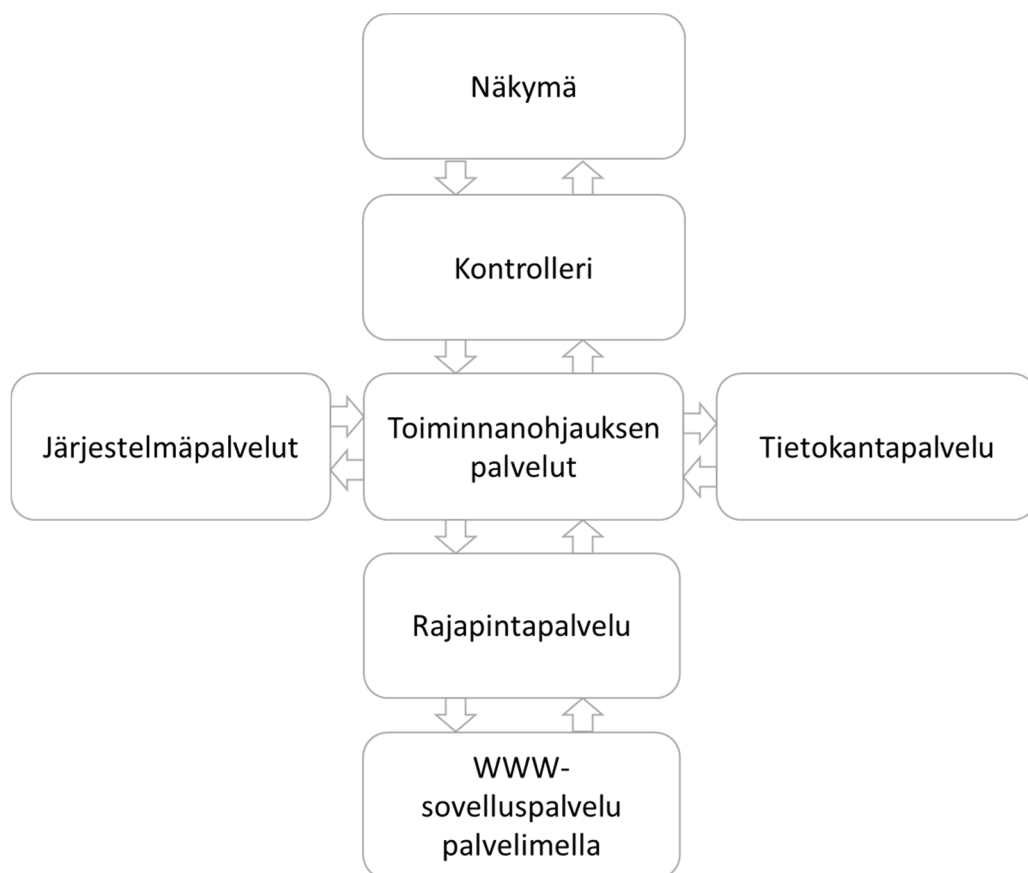 Näkymä
Kontrolleri
Järjestelmäpalvelut
Toiminnanohjauksen
palvelut
Tietokantapalvelu
Rajapintapalvelu
WWW-
sovelluspalvelu
palvelimella